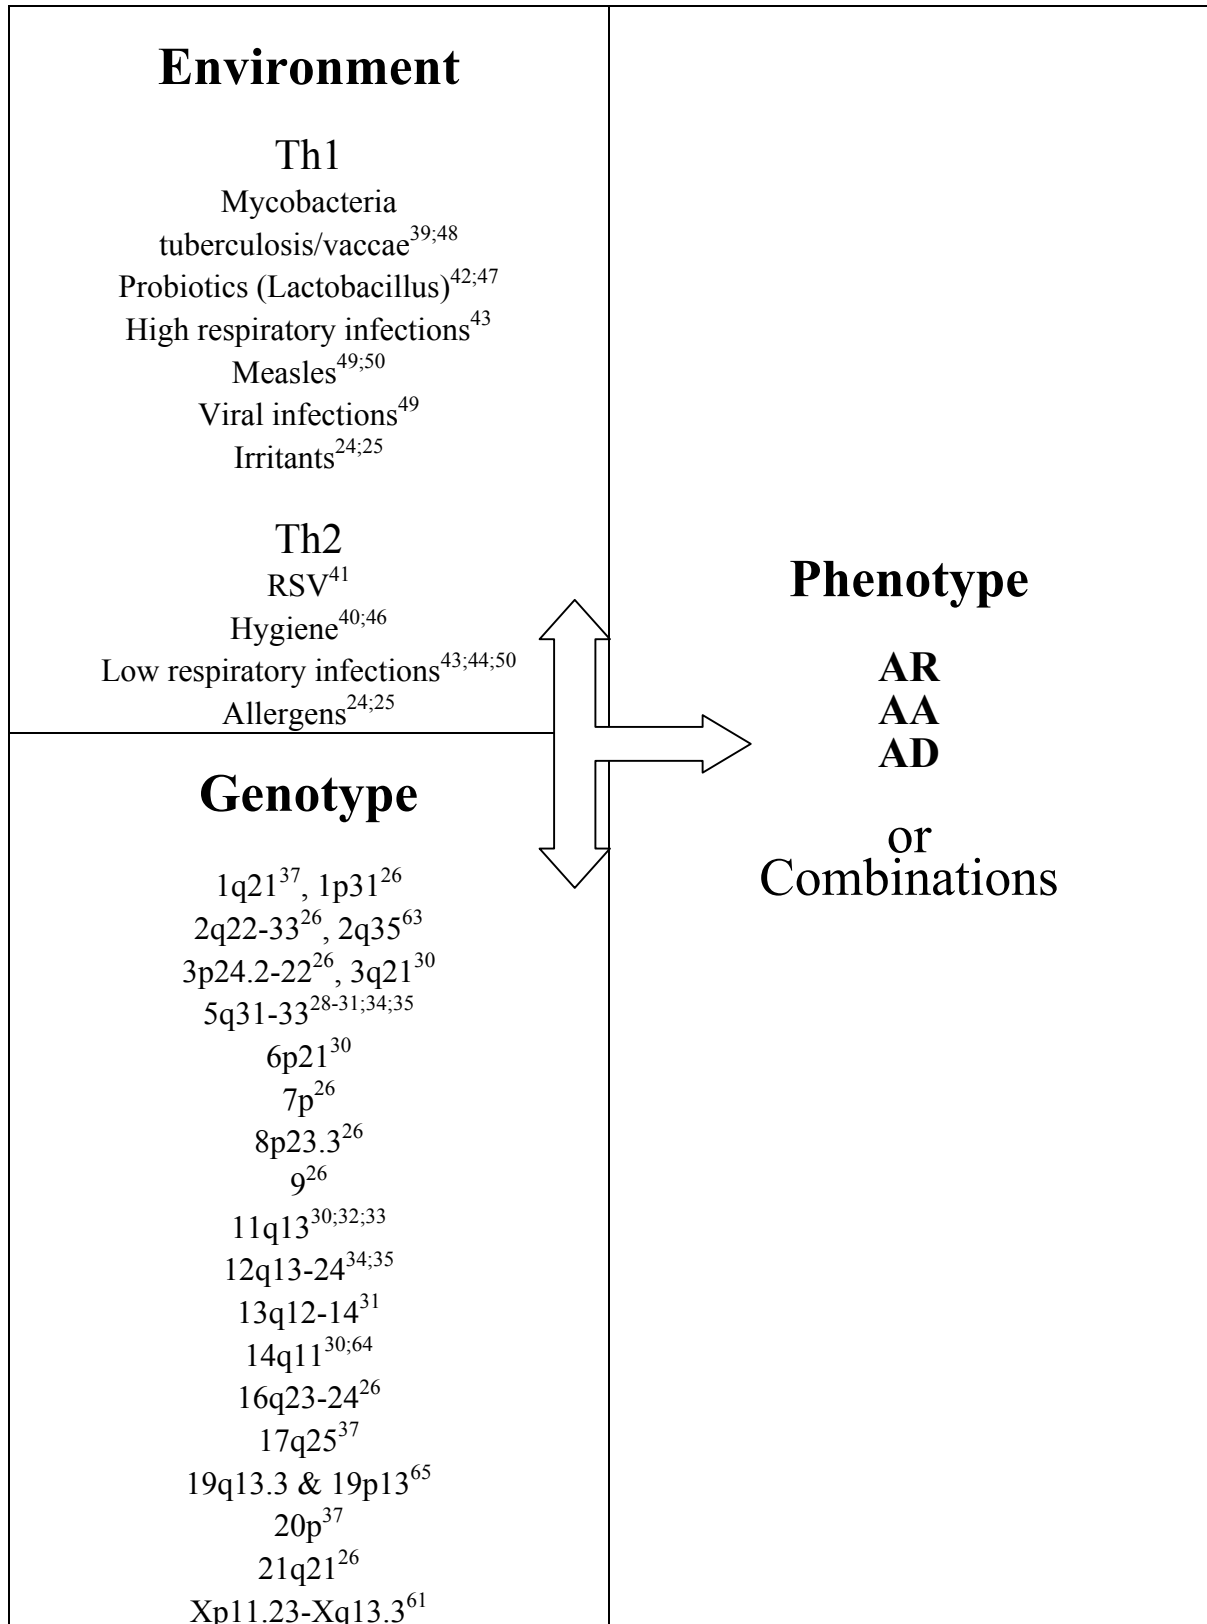 Environment
Th1
Mycobacteria
tuberculosis/vaccae39;48
Probiotics (Lactobacillus)42;47
High respiratory infections43
Measles49;50
Viral infections49
Irritants24;25
Th2
RSV41
Hygiene40;46
Low respiratory infections43;44;50
Allergens24;25
Genotype
1q2137, 1p3126
2q22-3326, 2q3563
3p24.2-2226, 3q2130
5q31-3328-31;34;35
6p2130
7p26
8p23.326
926
11q1330;32;33
12q13-2434;35
13q12-1431
14q1130;64
16q23-2426
17q2537
19q13.3 & 19p1365
20p37
21q2126
Xp11.23-Xq13.361
Phenotype
AR
AA
AD
or
Combinations